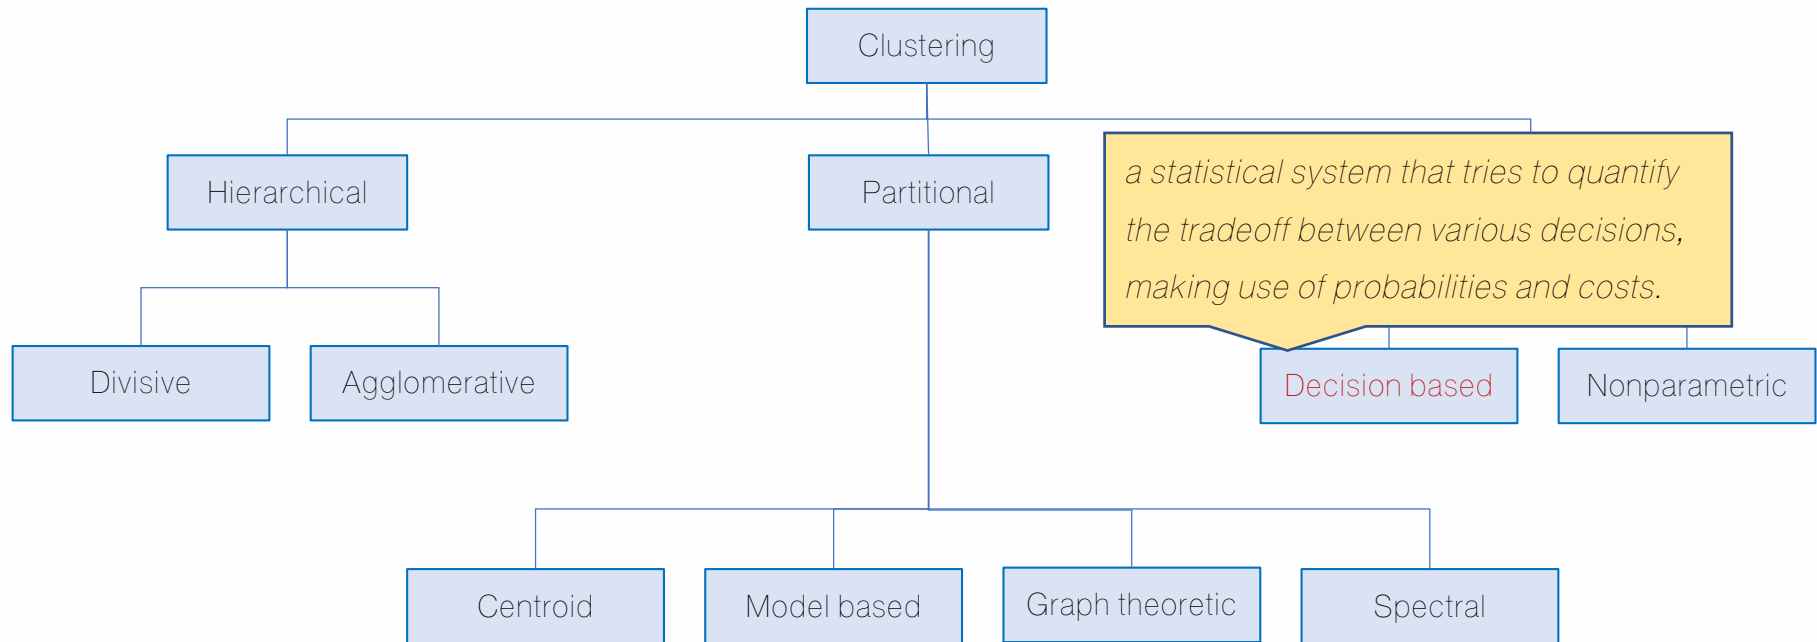 Clustering
Hierarchical
Partitional
a statistical system that tries to quantify
the tradeoff between various decisions,
making use of probabilities and costs.
Divisive
Agglomerative
Decision based
Nonparametric
Centroid
Model based
Graph theoretic
Spectral